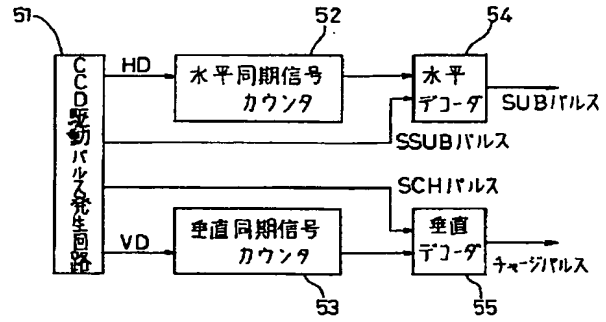 51
52
54
CCD駆動パルス発生回路
HD
水平同期信号
カウンタ
水平
デコーダ
SUBパルス
SSUBパルス
SCHパルス
VD
垂直同期信号
カウンタ
垂直
デコーダ
チャージパルス
53
55